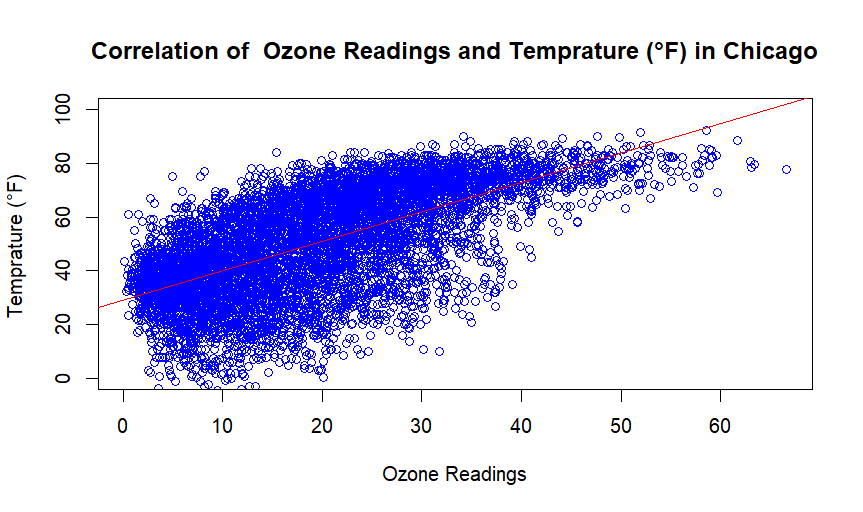 Correlation of  Ozone Readings and Temprature (°F) in Chicago
Temprature (°F)
100
80
60
40
20
0
0 10 20 30 40 50 60
Ozone Readings